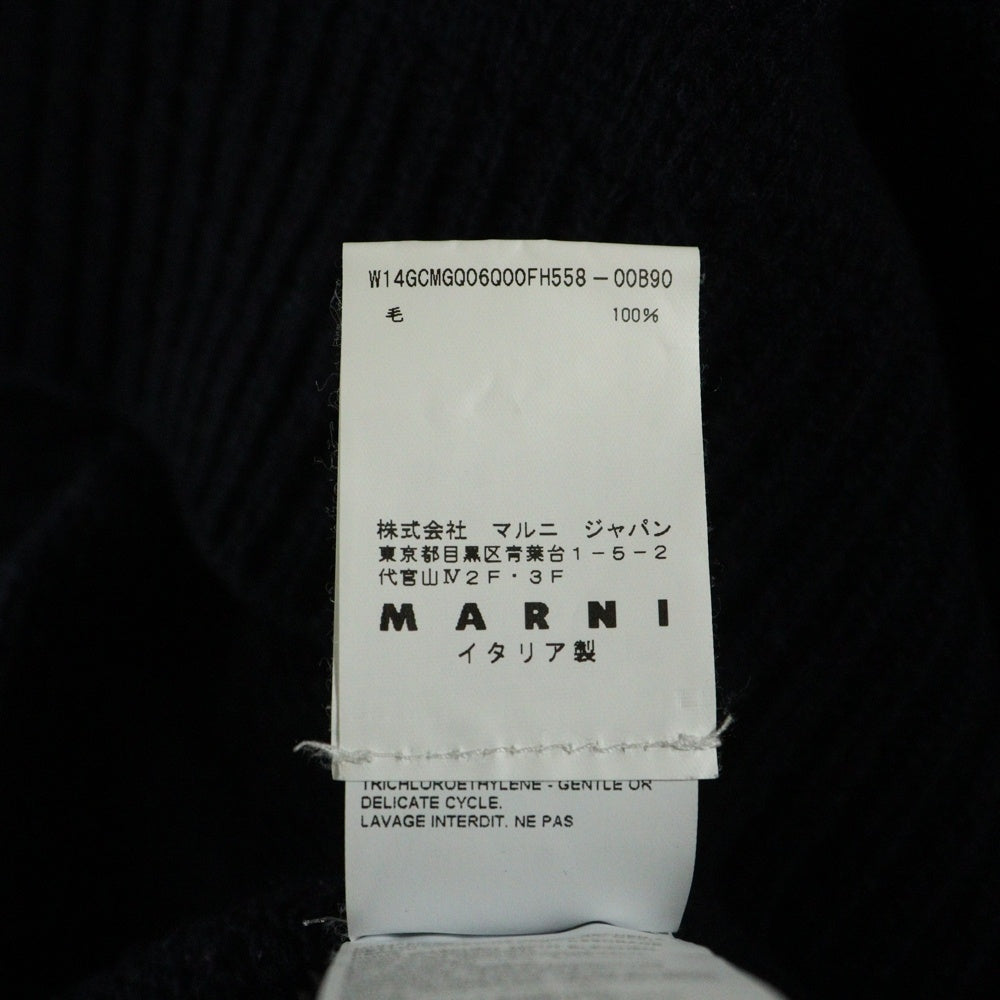 W14GCMGQ06Q00FH558-00B90
毛 100%
株式会社 マルニ ジャパン
東京都目黒区青葉台1-5-2
代官山Ⅳ2F・3F
MARNI
イタリア製
TRICHLOROETHYLENE - GENTLE OR
DELICATE CYCLE.
LAVAGE INTERDIT. NE PAS